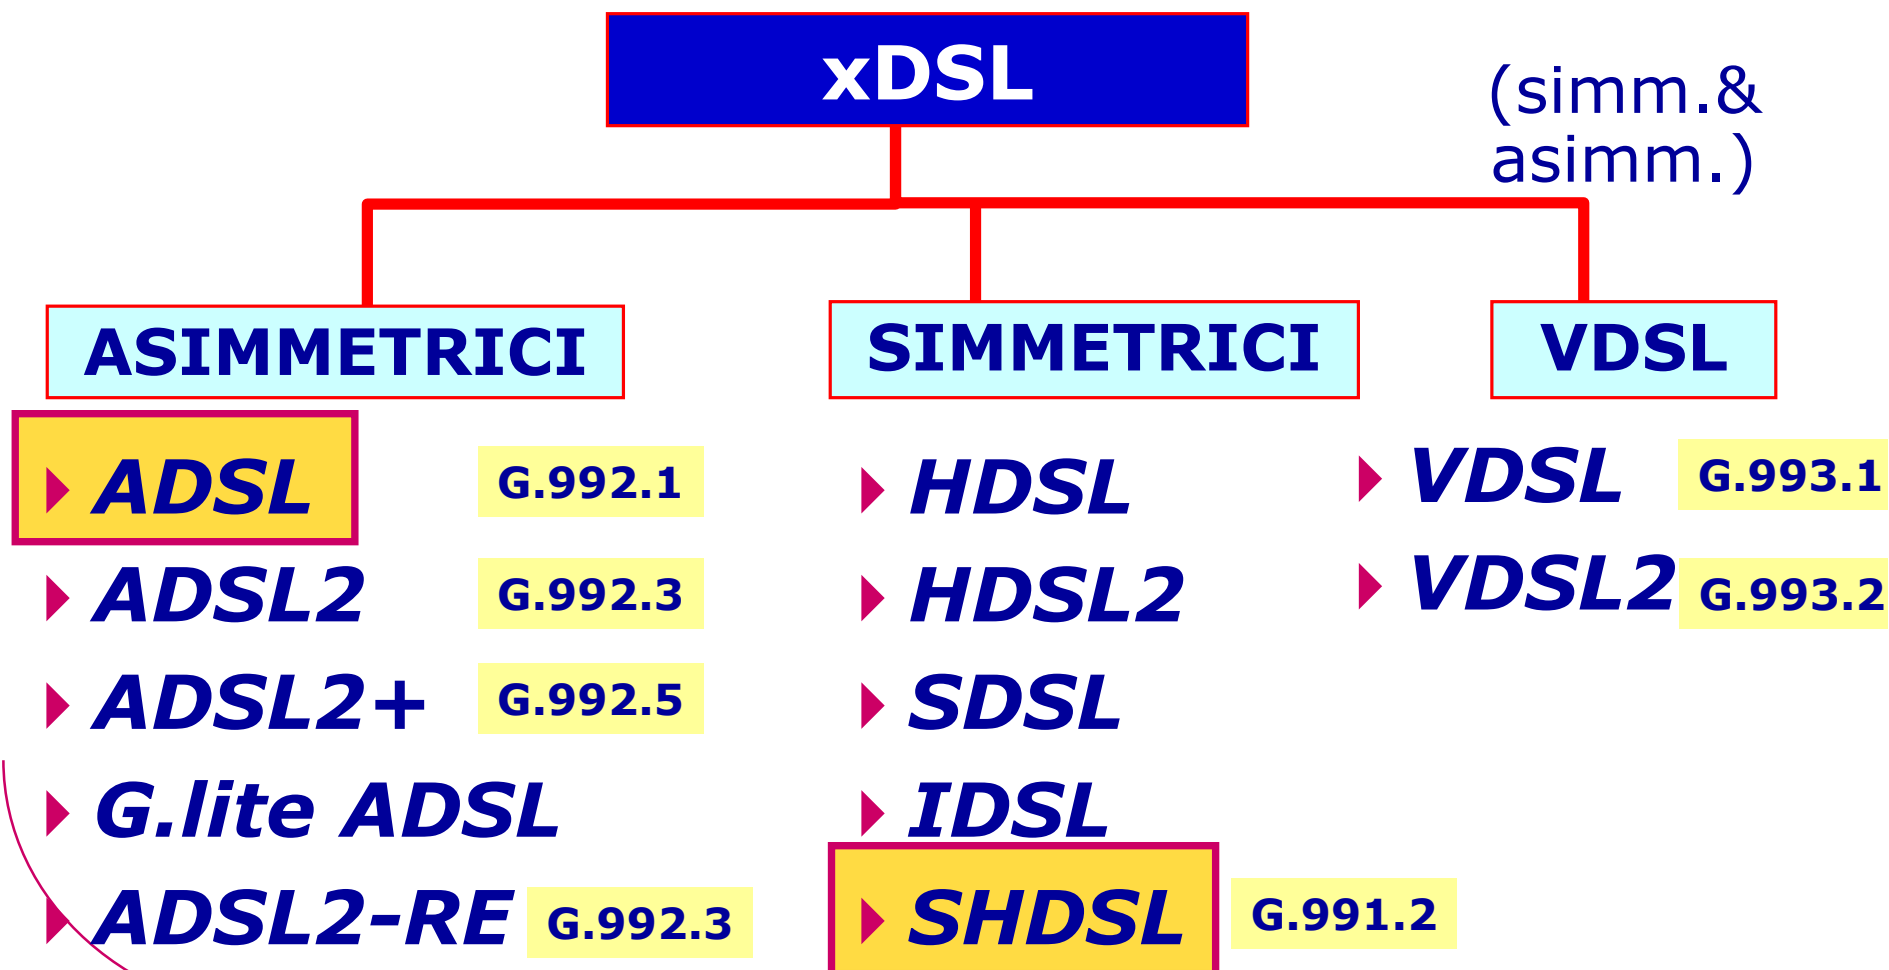 xDSL
(simm.&
asimm.)
ASIMMETRICI
SIMMETRICI
VDSL
ADSL G.992.1
ADSL2 G.992.3
ADSL2+ G.992.5
G.lite ADSL
ADSL2-RE G.992.3
HDSL
HDSL2
SDSL
IDSL
SHDSL G.991.2
VDSL G.993.1
VDSL2 G.993.2